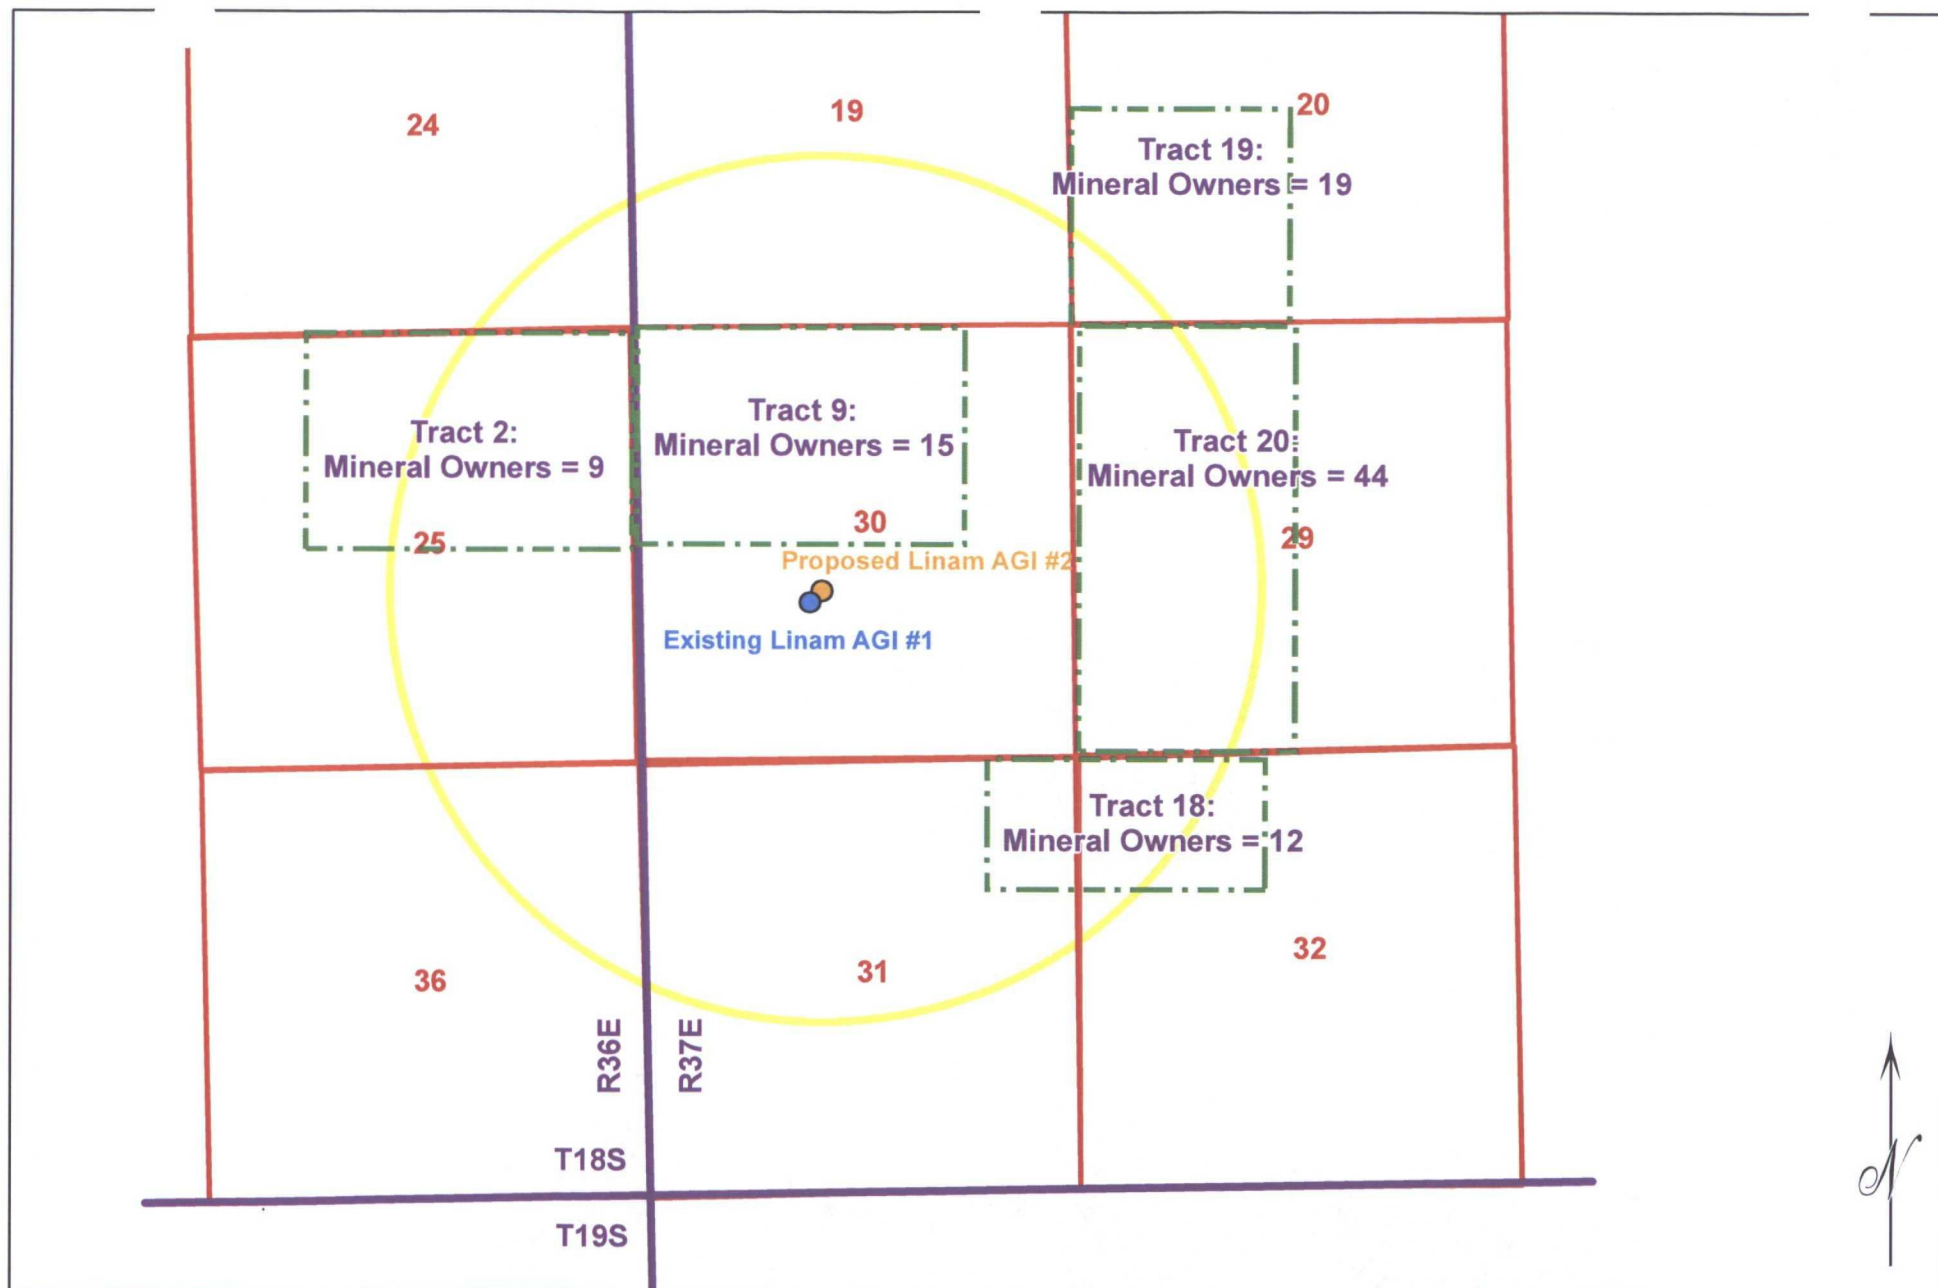 24
19
20
Tract 19:
Mineral Owners = 19
Tract 2:
Mineral Owners = 9
Tract 9:
Mineral Owners = 15
Tract 20:
Mineral Owners = 44
25
30
29
Proposed Linam AGI #2
Existing Linam AGI #1
Tract 18:
Mineral Owners = 12
36
31
32
R36E
R37E
T18S
T19S
N